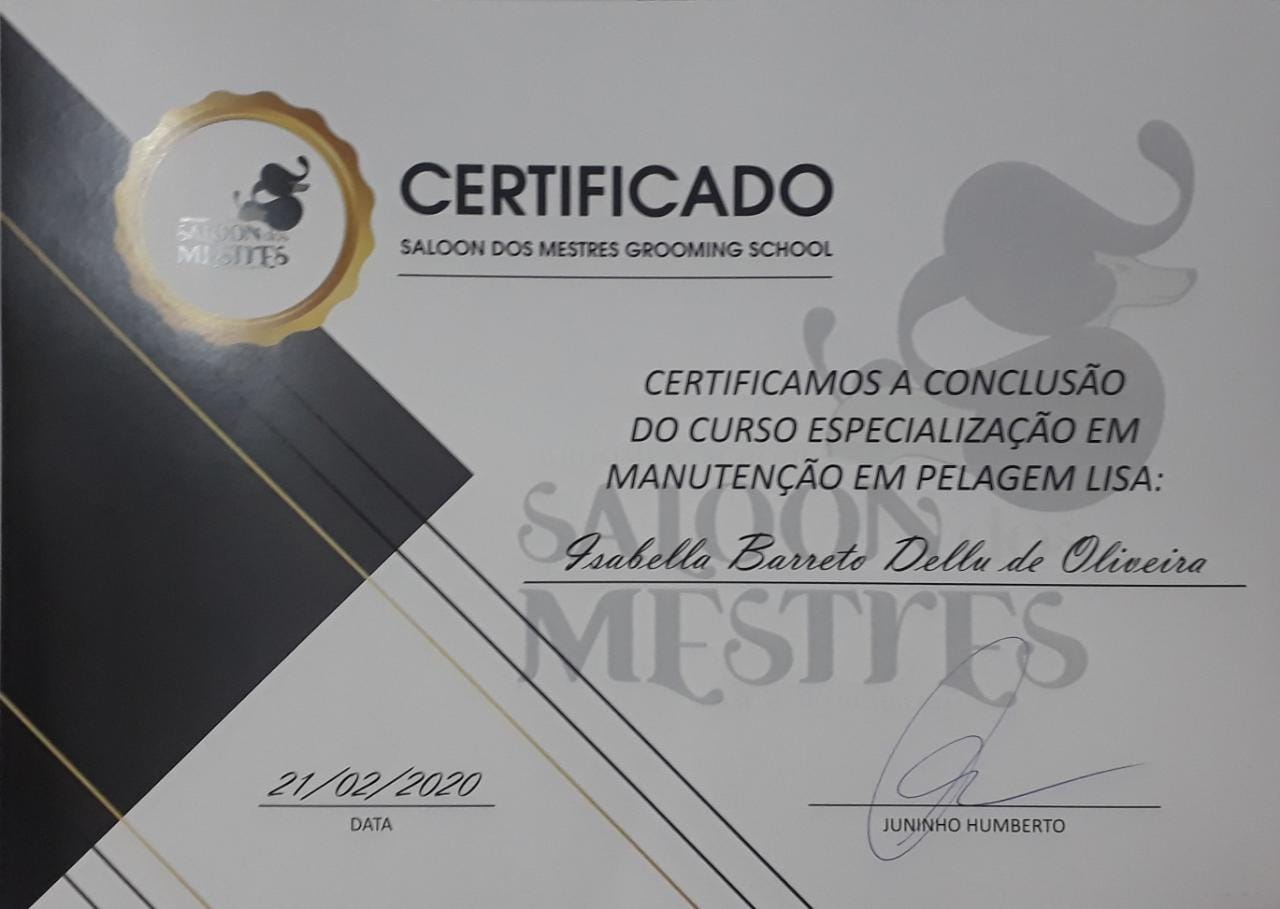 SALOON dos
MESTRES
CERTIFICADO
SALOON DOS MESTRES GROOMING SCHOOL
CERTIFICAMOS A CONCLUSÃO
DO CURSO ESPECIALIZAÇÃO EM
MANUTENÇÃO EM PELAGEM LISA:
SALOON dos
Isabella Barreto Dellu de Oliveira
MESTRES
21/02/2020
DATA
JUNINHO HUMBERTO